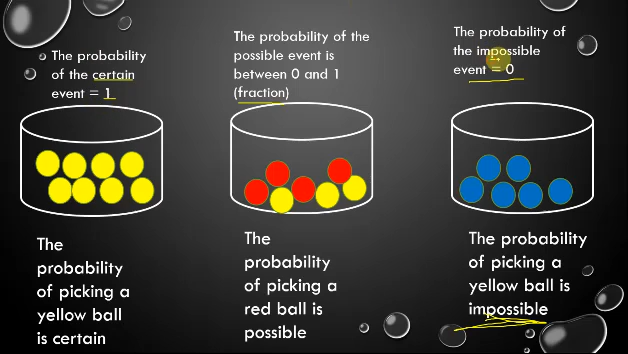 The probability
of the certain
event = 1
The probability of the
possible event is
between 0 and 1
(fraction)
The probability of
the impossible
event = 0
The
probability
of picking a
yellow ball
is certain
The
probability
of picking a
red ball is
possible
The probability
of picking a
yellow ball is
impossible